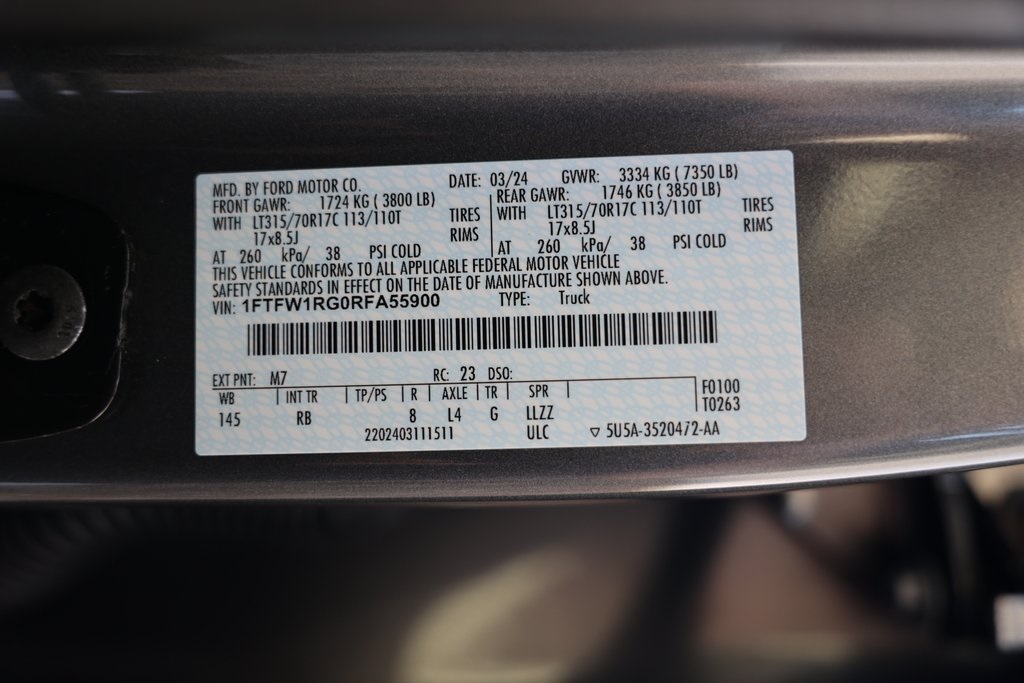 MFD. BY FORD MOTOR CO. DATE: 03/24 GVWR: 3334 KG ( 7350 LB)
FRONT GAWR: 1724 KG ( 3800 LB) REAR GAWR: 1746 KG ( 3850 LB)
WITH LT315/70R17C 113/110T TIRES WITH LT315/70R17C 113/110T TIRES
17x8.5J RIMS 17x8.5J RIMS
AT 260 kPa/ 38 PSI COLD AT 260 kPa/ 38 PSI COLD
THIS VEHICLE CONFORMS TO ALL APPLICABLE FEDERAL MOTOR VEHICLE
SAFETY STANDARDS IN EFFECT ON THE DATE OF MANUFACTURE SHOWN ABOVE.
VIN: 1FTFW1RG0RFA55900 TYPE: Truck
EXT PNT: M7 RC: 23 DSO:
WB INT TR TP/PS R AXLE TR SPR F0100
145 RB 8 L4 G LLZZ T0263
2202403111511 ULC ▽ 5U5A-3520472-AA